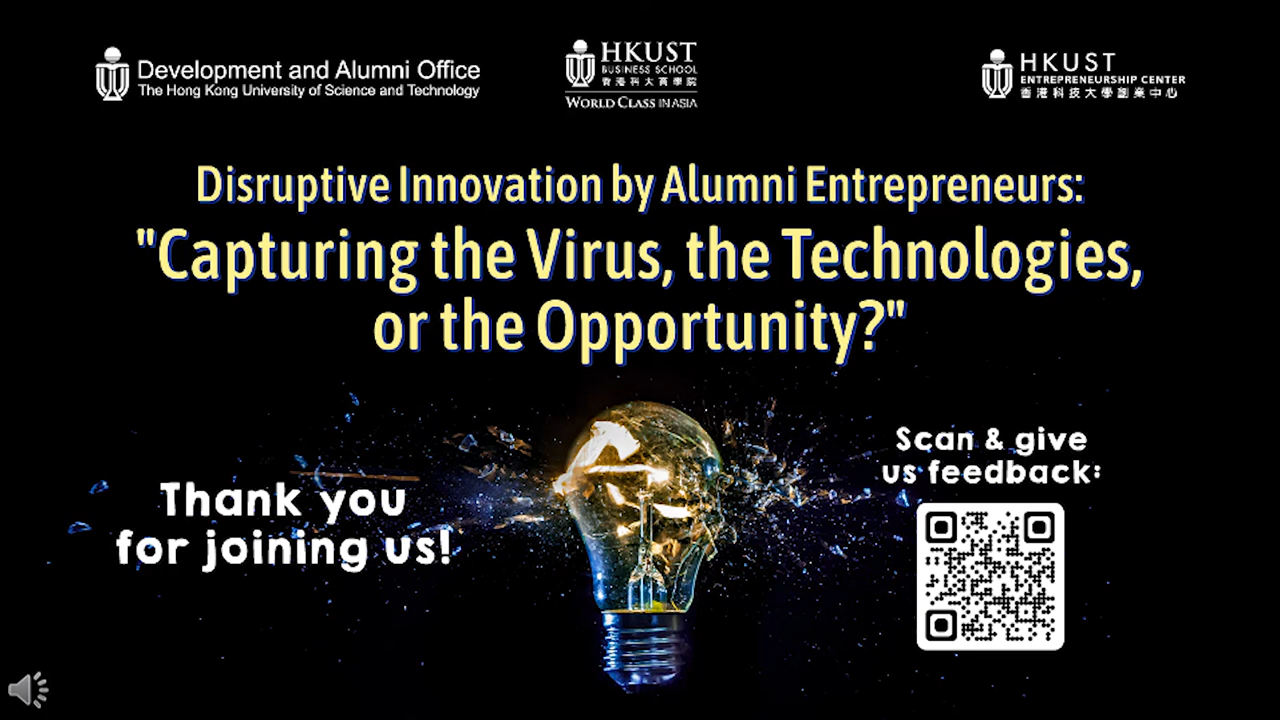 Development and Alumni Office
The Hong Kong University of Science and Technology
HKUST
BUSINESS SCHOOL
香港科大商學院
WORLD CLASS IN ASIA
HKUST
ENTREPRENEURSHIP CENTER
香港科技大學創業中心
Disruptive Innovation by Alumni Entrepreneurs:
"Capturing the Virus, the Technologies,
or the Opportunity?"
Thank you
for joining us!
Scan & give
us feedback: